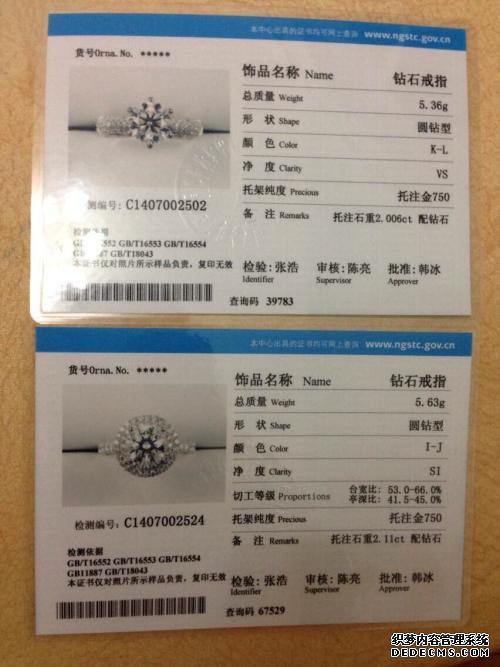 本中心出具的证书均可网上查询 www.ngstc.gov.cn
货号Orna. No. *****
饰品名称 Name 钻石戒指
总质量 Weight 5.36g
形 状 Shape 圆钻型
颜 色 Color K-L
净 度 Clarity VS
托架纯度 Precious 托注金750
备 注 Remarks 托注石重2.006ct 配钻石
测编号: C1407002502
检测依据
GB/T16553 GB/T16554
GB/T18043
本证书仅对照片所示样品负责, 复印无效
检验:张浩 审核:陈亮 批准:韩冰
Identifier Supervisor Approver
查询码 39783
本中心出具的证书均可网上查询 www.ngstc.gov.cn
货号Orna. No. *****
饰品名称 Name 钻石戒指
总质量 Weight 5.63g
形 状 Shape 圆钻型
颜 色 Color I-J
净 度 Clarity SI
切工等级 Proportions 台宽比: 53.0-66.0%
亭深比: 41.5-45.0%
托架纯度 Precious 托注金750
备 注 Remarks 托注石重2.11ct 配钻石
检测编号: C1407002524
检测依据
GB/T16552 GB/T16553 GB/T16554
GB11887 GB/T18043
本证书仅对照片所示样品负责, 复印无效
检验:张浩 审核:陈亮 批准:韩冰
Identifier Supervisor Approver
查询码 67529
织梦内容管理系统
DEDECMS.COM